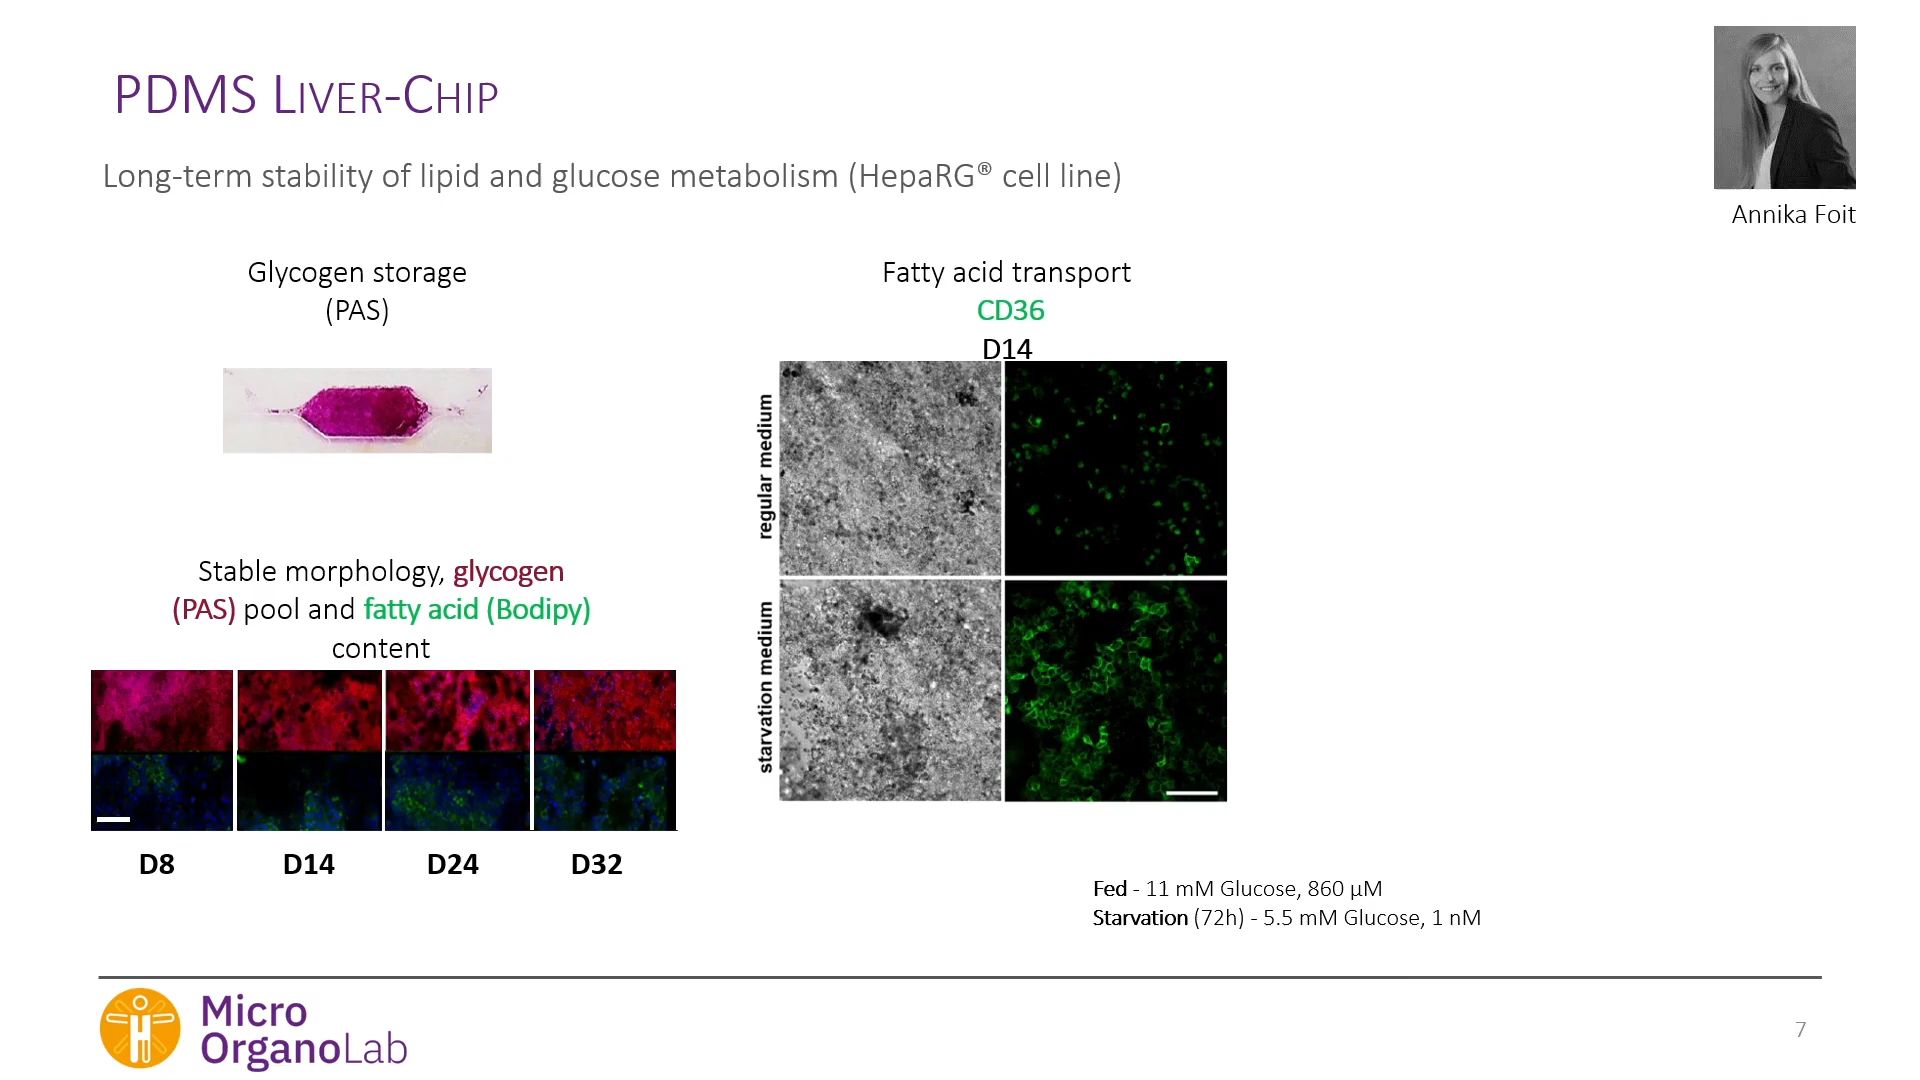 PDMS LIVER-CHIP
Long-term stability of lipid and glucose metabolism (HepaRG® cell line)
Annika Foit
Glycogen storage
(PAS)
Stable morphology, glycogen
(PAS) pool and fatty acid (Bodipy)
content
D8 D14 D24 D32
Fatty acid transport
CD36
D14
regular medium
starvation medium
Fed - 11 mM Glucose, 860 µM
Starvation (72h) - 5.5 mM Glucose, 1 nM
Micro
OrganoLab
7